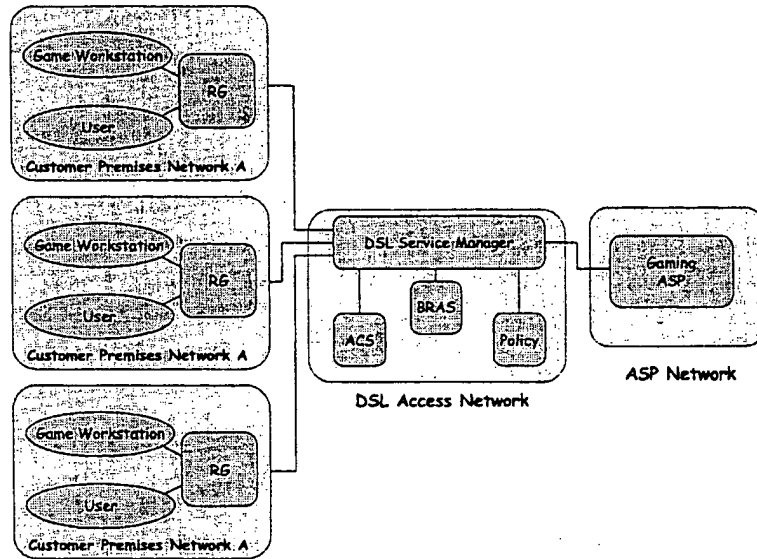 Game Workstation
RG
User
Customer Premises Network A
Game Workstation
RG
User
Customer Premises Network A
Game Workstation
RG
User
Customer Premises Network A
DSL Service Manager
ACS
BRAS
Policy
DSL Access Network
Gaming
ASP
ASP Network